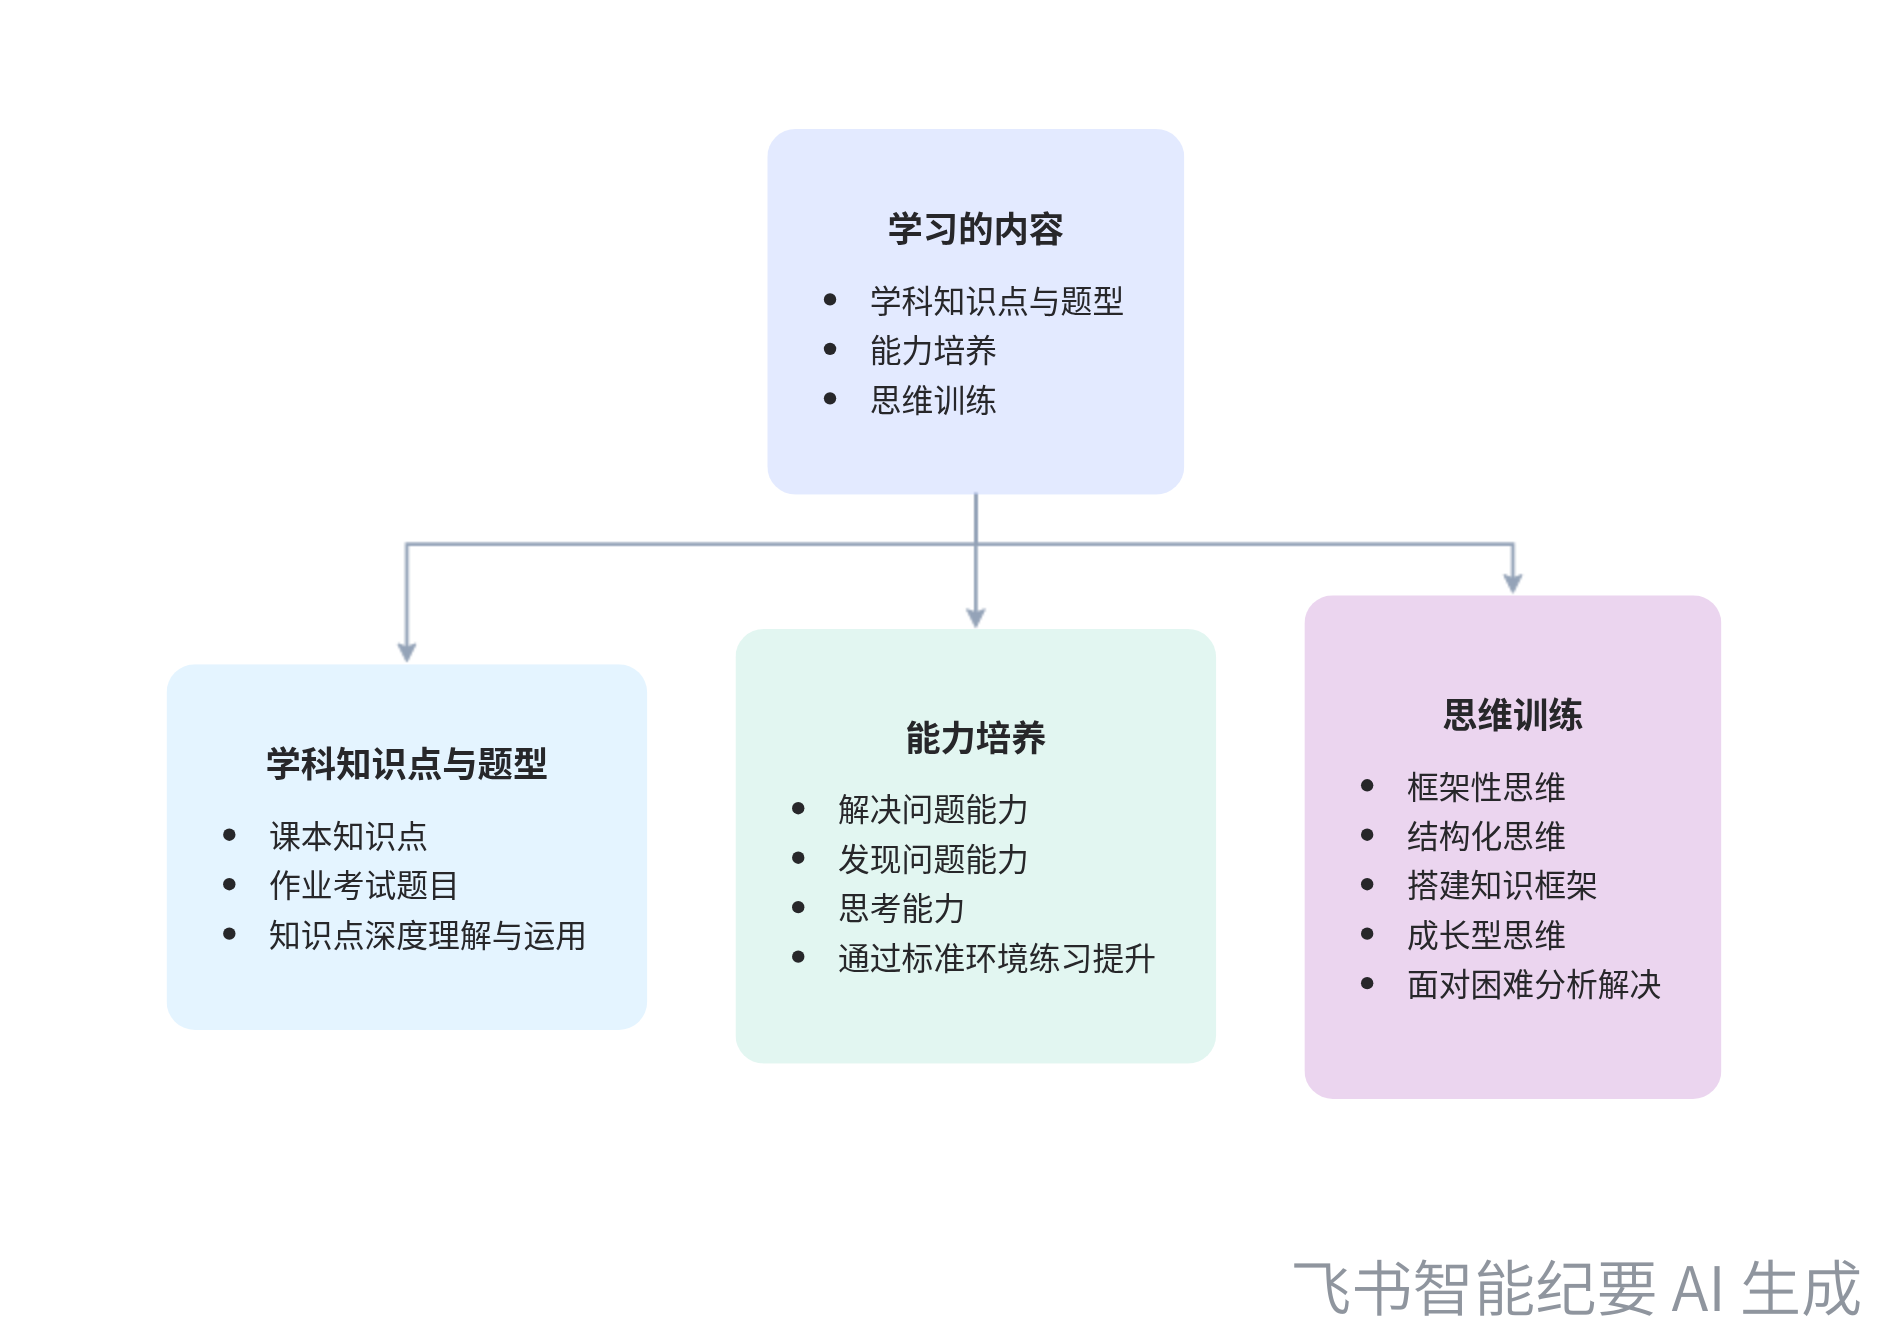 学习的内容
学科知识点与题型
能力培养
思维训练
学科知识点与题型
课本知识点
作业考试题目
知识点深度理解与运用
能力培养
解决问题能力
发现问题能力
思考能力
通过标准环境练习提升
思维训练
框架性思维
结构化思维
搭建知识框架
成长型思维
面对困难分析解决
飞书智能纪要 AI 生成